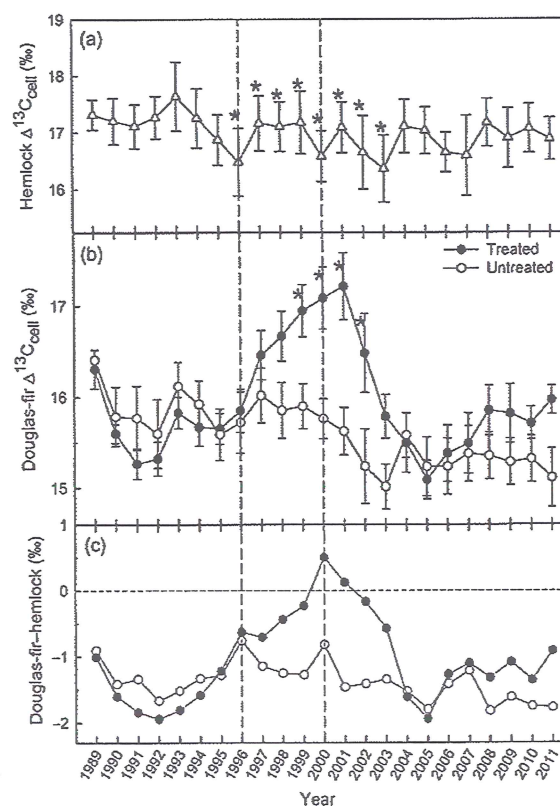 (a)
Hemlock Δ13Ccell (‰)
19
18
17
16
* * * * * * * *
(b)
Treated
Untreated
Douglas-fir Δ13Ccell (‰)
17
16
15
* * * *
(c)
Douglas-fir–hemlock (‰)
1
0
−1
−2
1989 1990 1991 1992 1993 1994 1995 1996 1997 1998 1999 2000 2001 2002 2003 2004 2005 2006 2007 2008 2009 2010 2011
Year